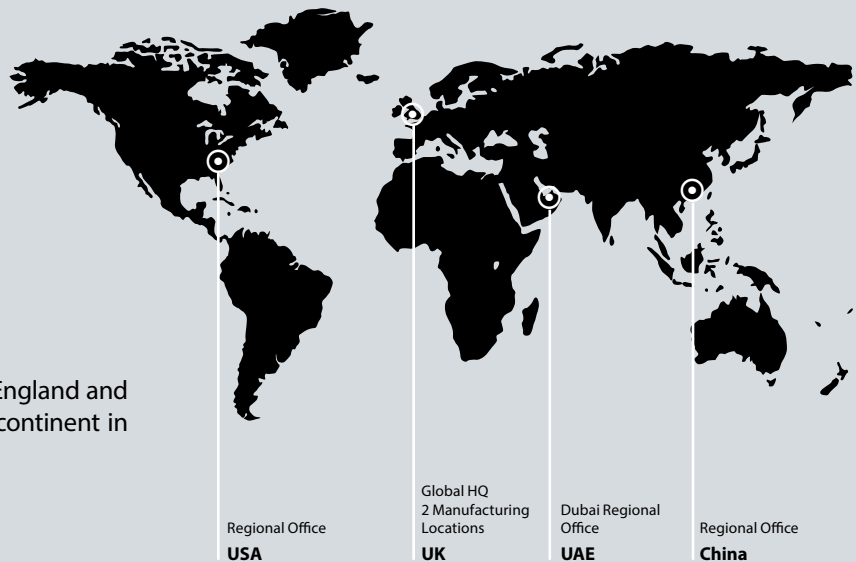 England and
continent in
Regional Office
USA
Global HQ
2 Manufacturing
Locations
UK
Dubai Regional
Office
UAE
Regional Office
China